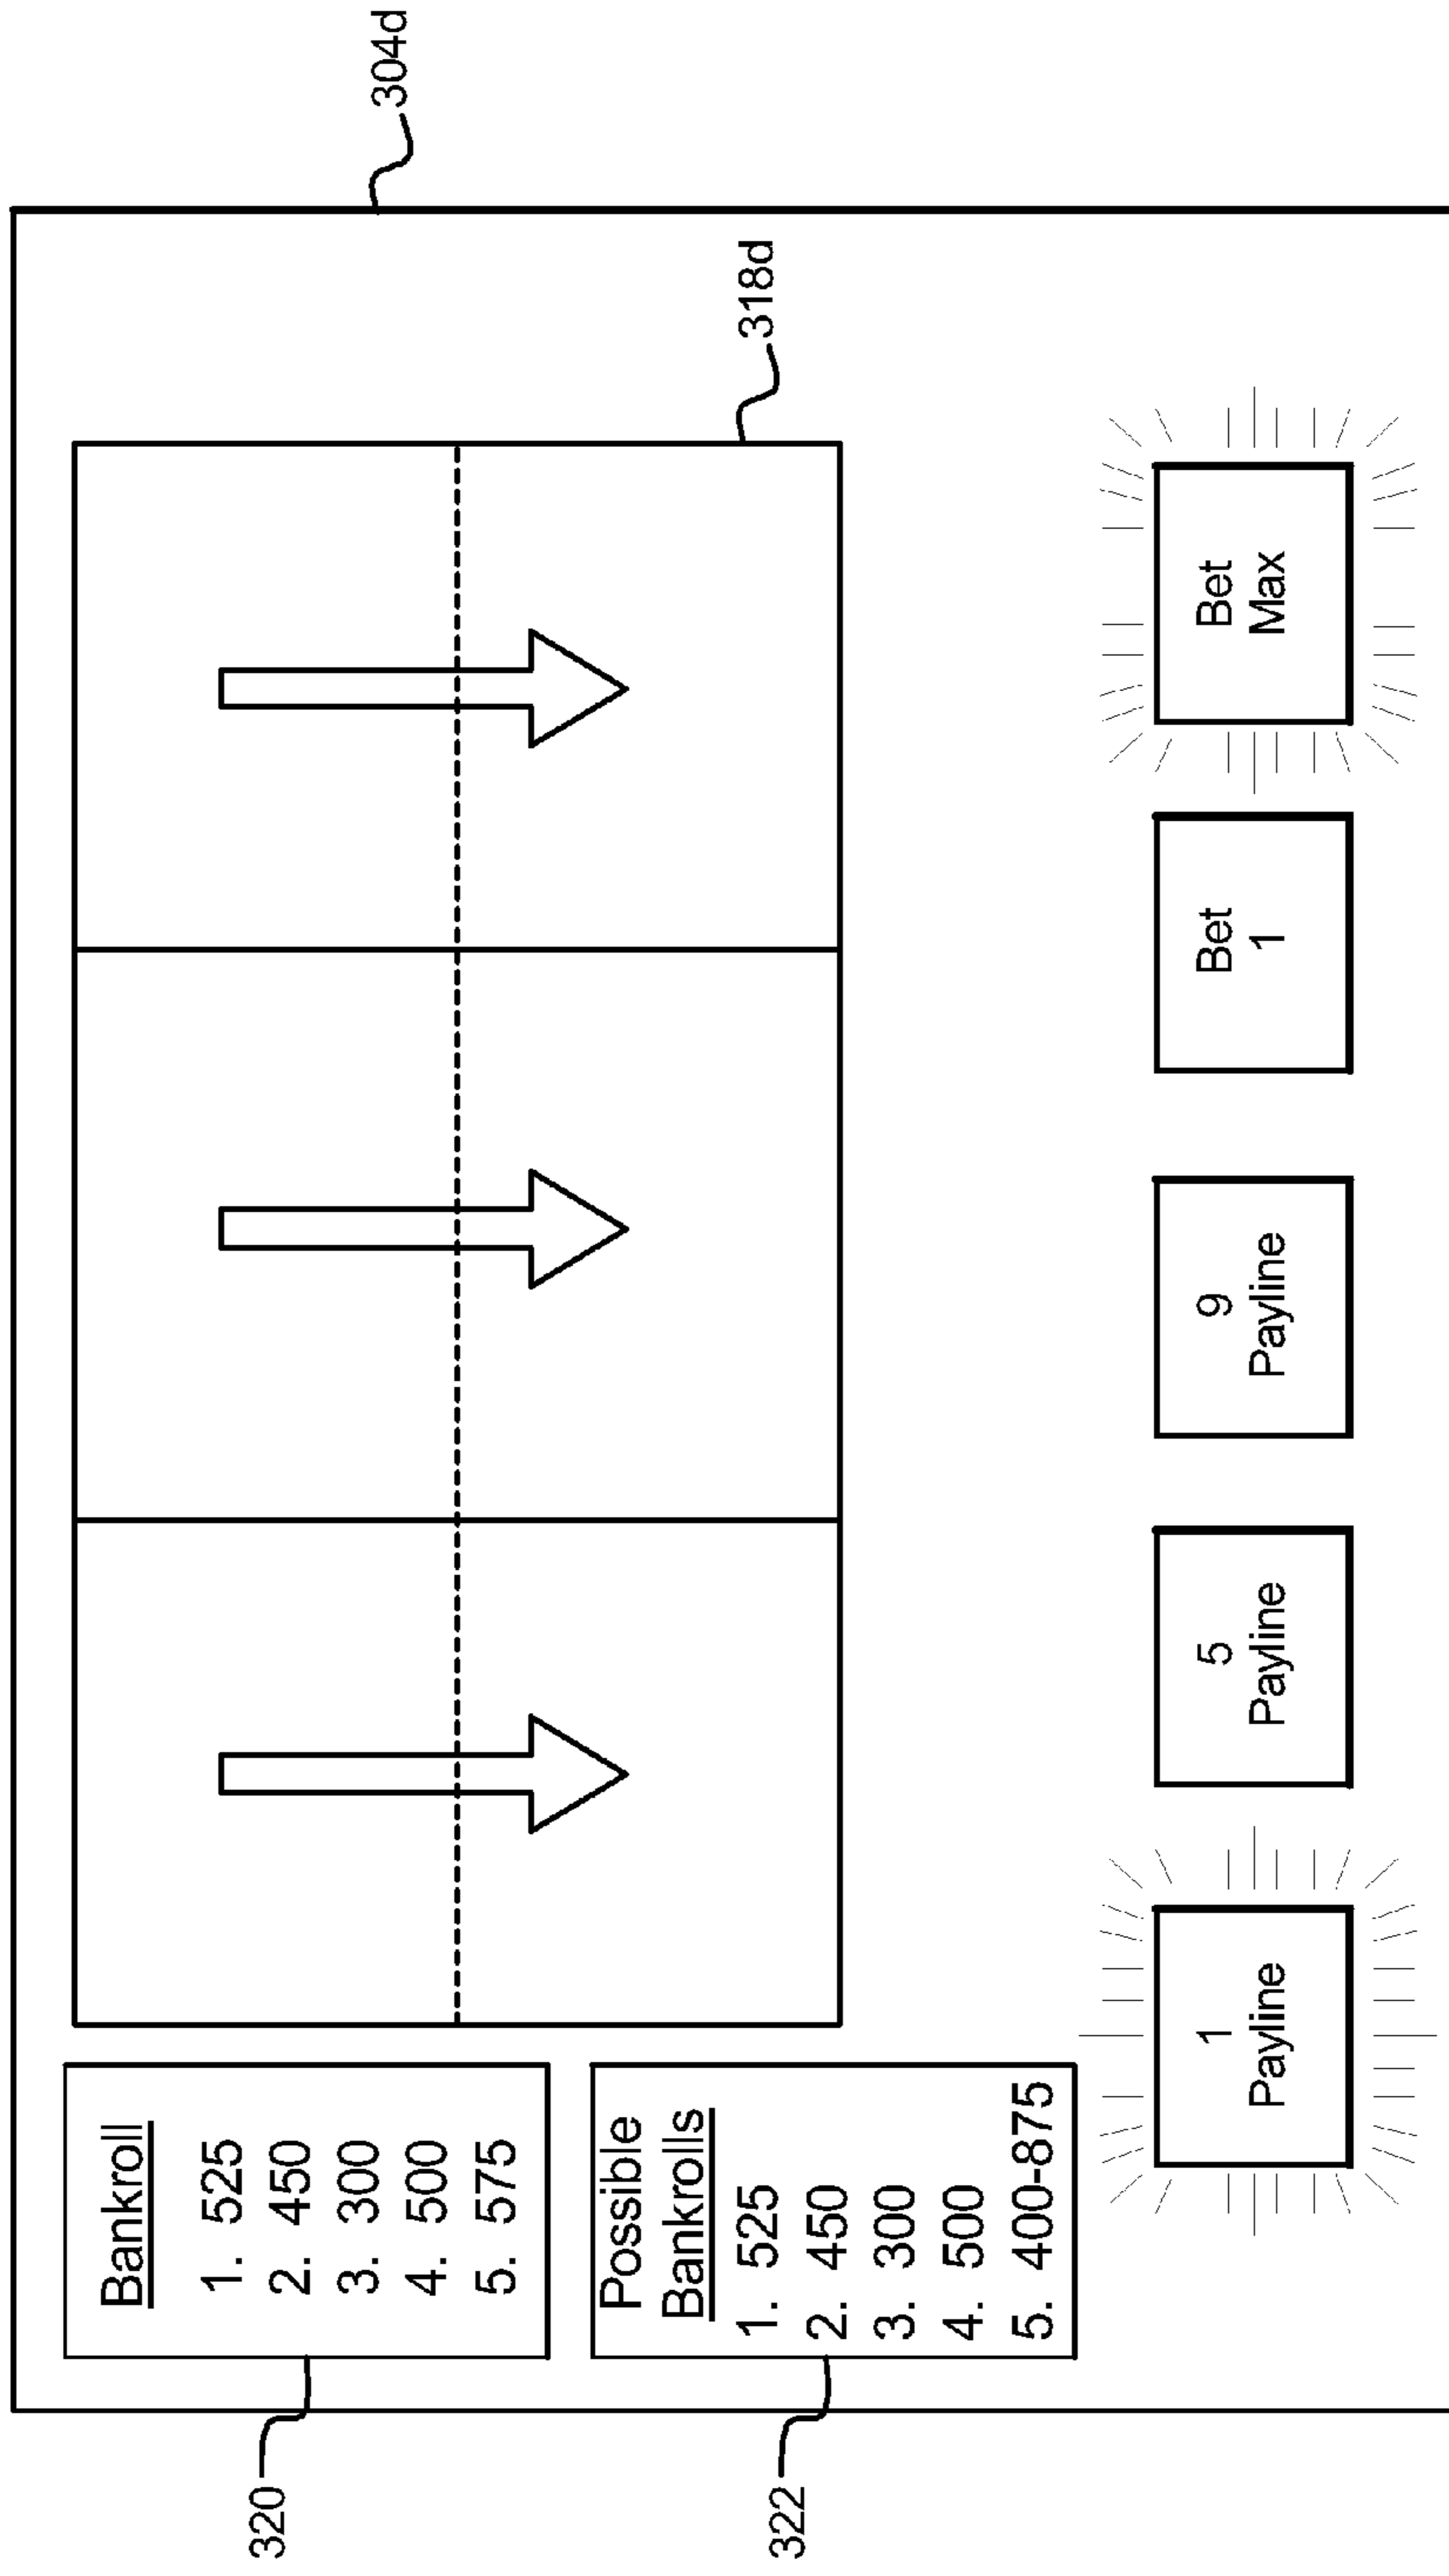 304d
318d
320
Bankroll
1. 525
2. 450
3. 300
4. 500
5. 575
322
Possible
Bankrolls
1. 525
2. 450
3. 300
4. 500
5. 400-875
1
Payline
5
Payline
9
Payline
Bet
1
Bet
Max